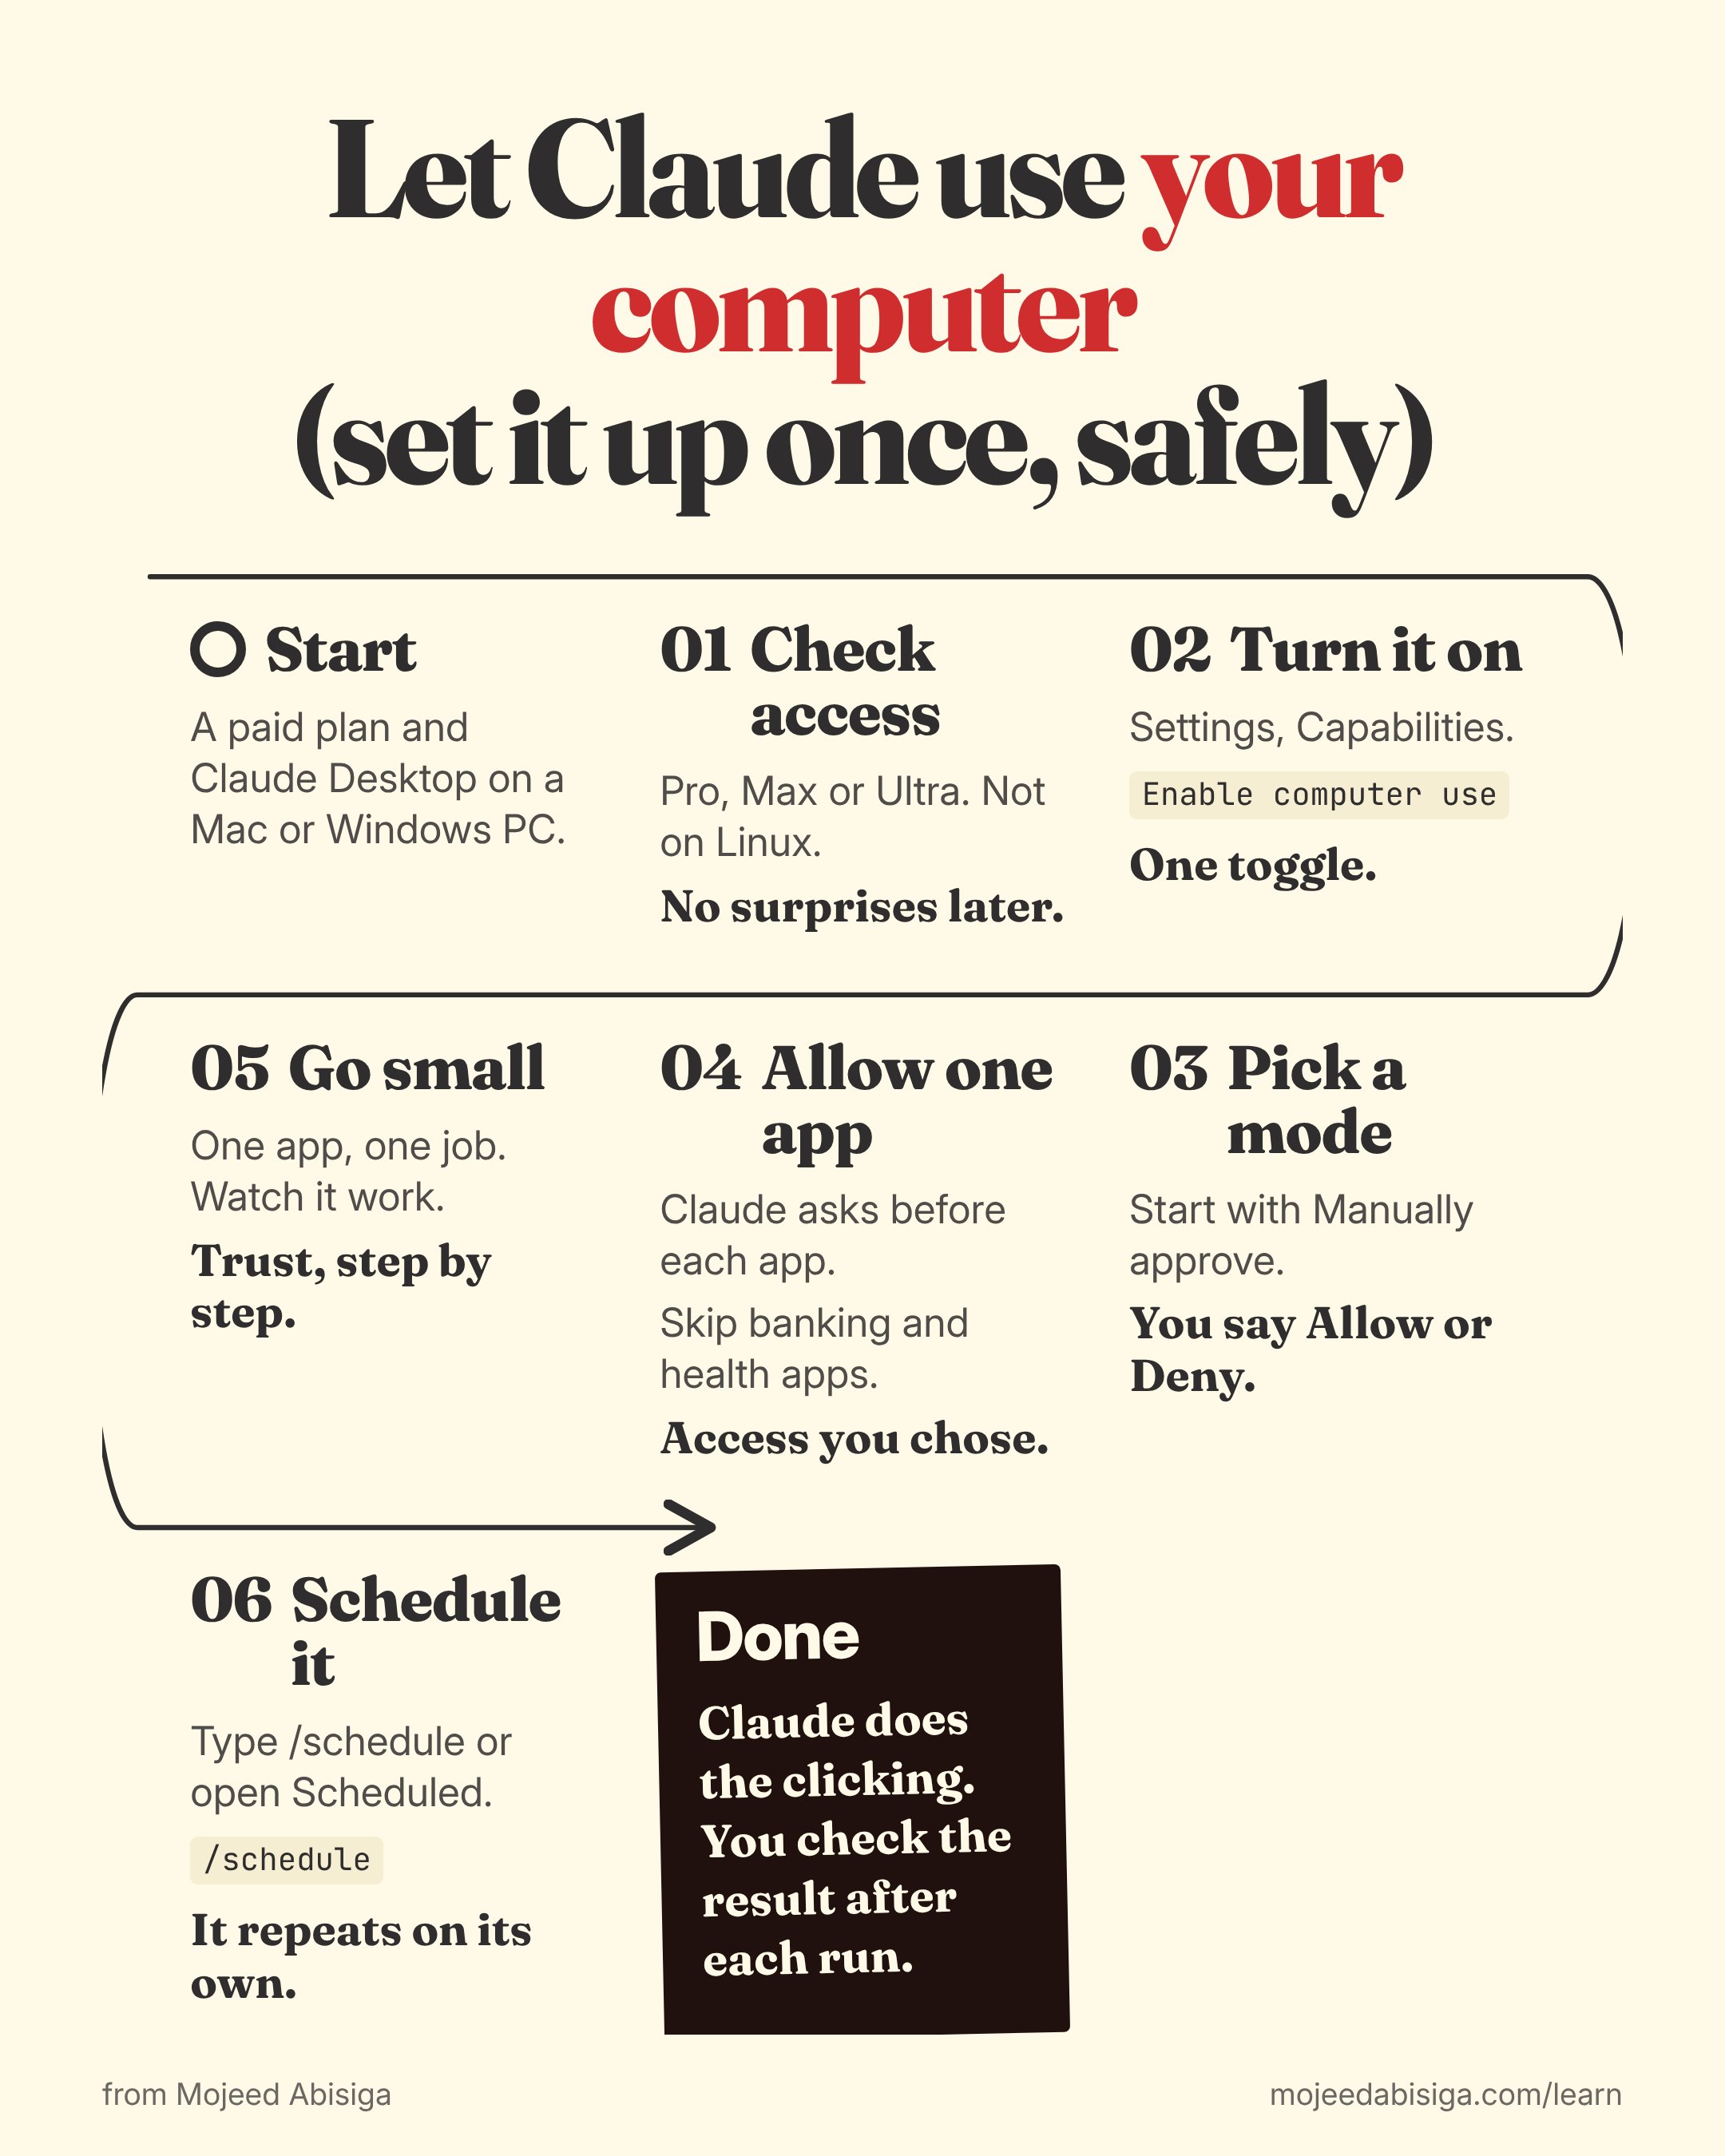 Let Claude use your
computer
(set it up once, safely)
Start
A paid plan and
Claude Desktop on a
Mac or Windows PC.
01 Check
access
Pro, Max or Ultra. Not
on Linux.
No surprises later.
02 Turn it on
Settings, Capabilities.
Enable computer use
One toggle.
03 Pick a
mode
Start with Manually
approve.
You say Allow or
Deny.
04 Allow one
app
Claude asks before
each app.
Skip banking and
health apps.
Access you chose.
05 Go small
One app, one job.
Watch it work.
Trust, step by
step.
06 Schedule
it
Type /schedule or
open Scheduled.
/schedule
It repeats on its
own.
Done
Claude does
the clicking.
You check the
result after
each run.
from Mojeed Abisiga
mojeedabisiga.com/learn